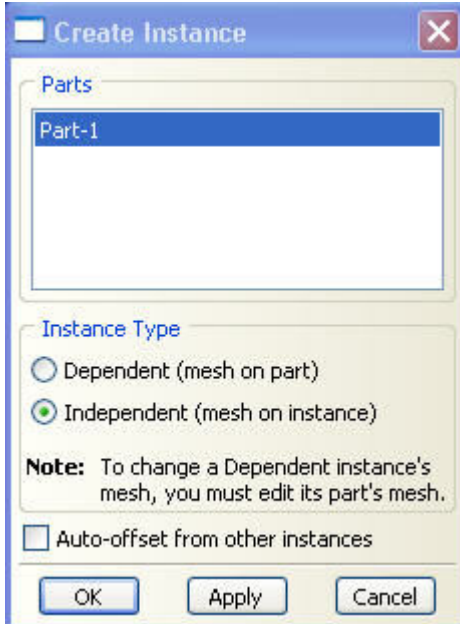 Create Instance
Parts
Part-1
Instance Type
Dependent (mesh on part)
Independent (mesh on instance)
Note: To change a Dependent instance's
mesh, you must edit its part's mesh.
Auto-offset from other instances
OK Apply Cancel